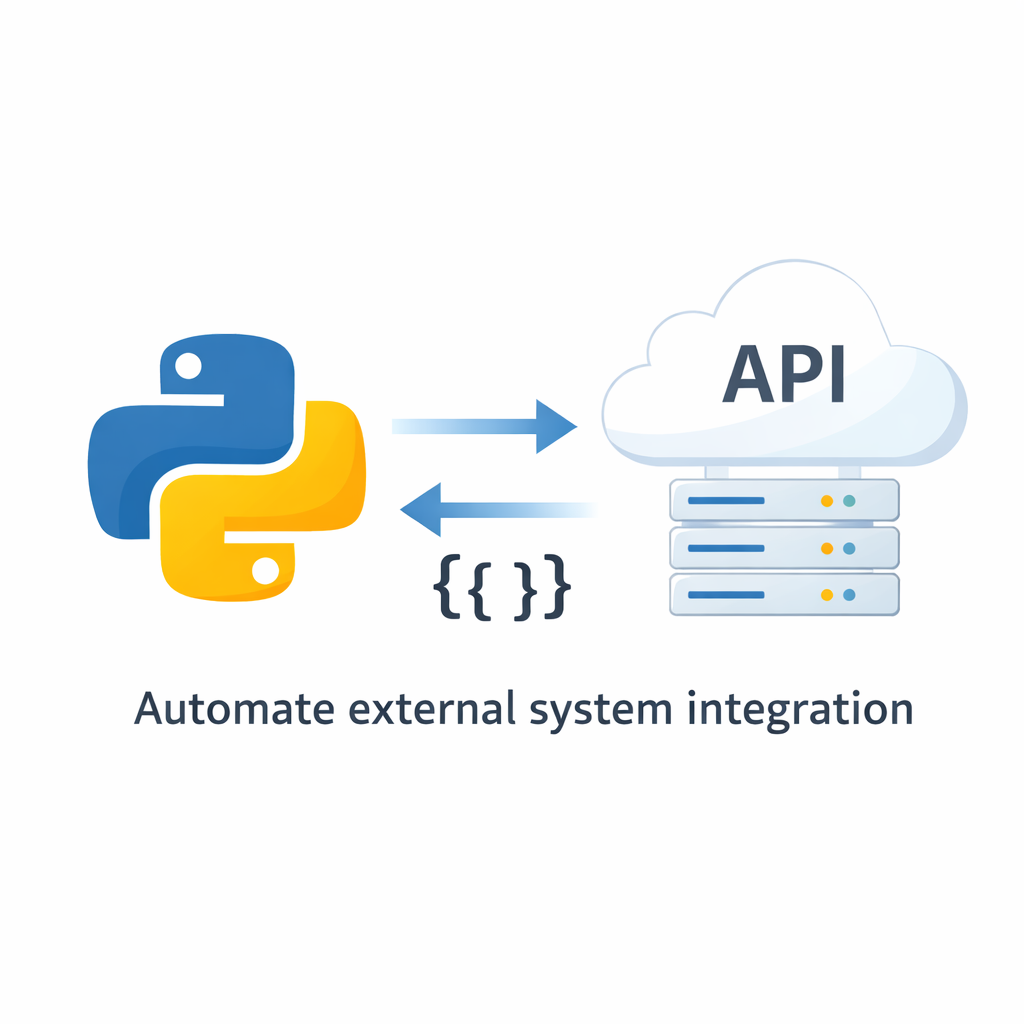 API
{{ }}
Automate external system integration